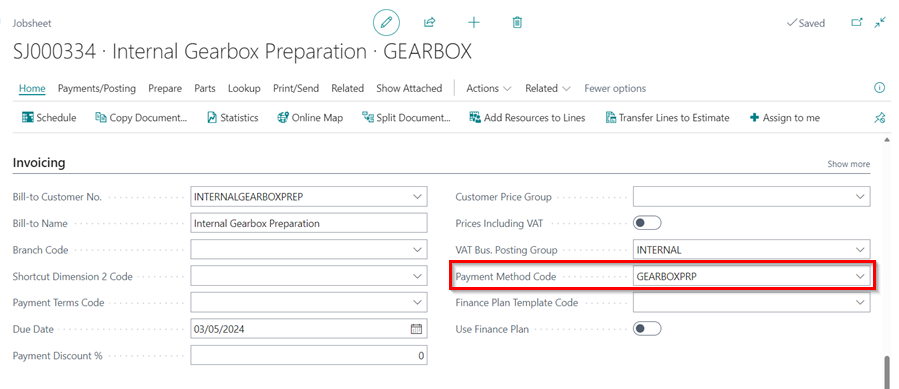 Jobsheet
Saved
SJ000334 · Internal Gearbox Preparation · GEARBOX
Home Payments/Posting Prepare Parts Lookup Print/Send Related Show Attached Actions Related Fewer options
Schedule Copy Document... Statistics Online Map Split Document... Add Resources to Lines Transfer Lines to Estimate Assign to me
Invoicing Show more
Bill-to Customer No. INTERNALGEARBOXPREP
Customer Price Group
Bill-to Name Internal Gearbox Preparation
Prices Including VAT
Branch Code
VAT Bus. Posting Group INTERNAL
Shortcut Dimension 2 Code
Payment Method Code GEARBOXPRP
Payment Terms Code
Finance Plan Template Code
Due Date 03/05/2024
Use Finance Plan
Payment Discount % 0